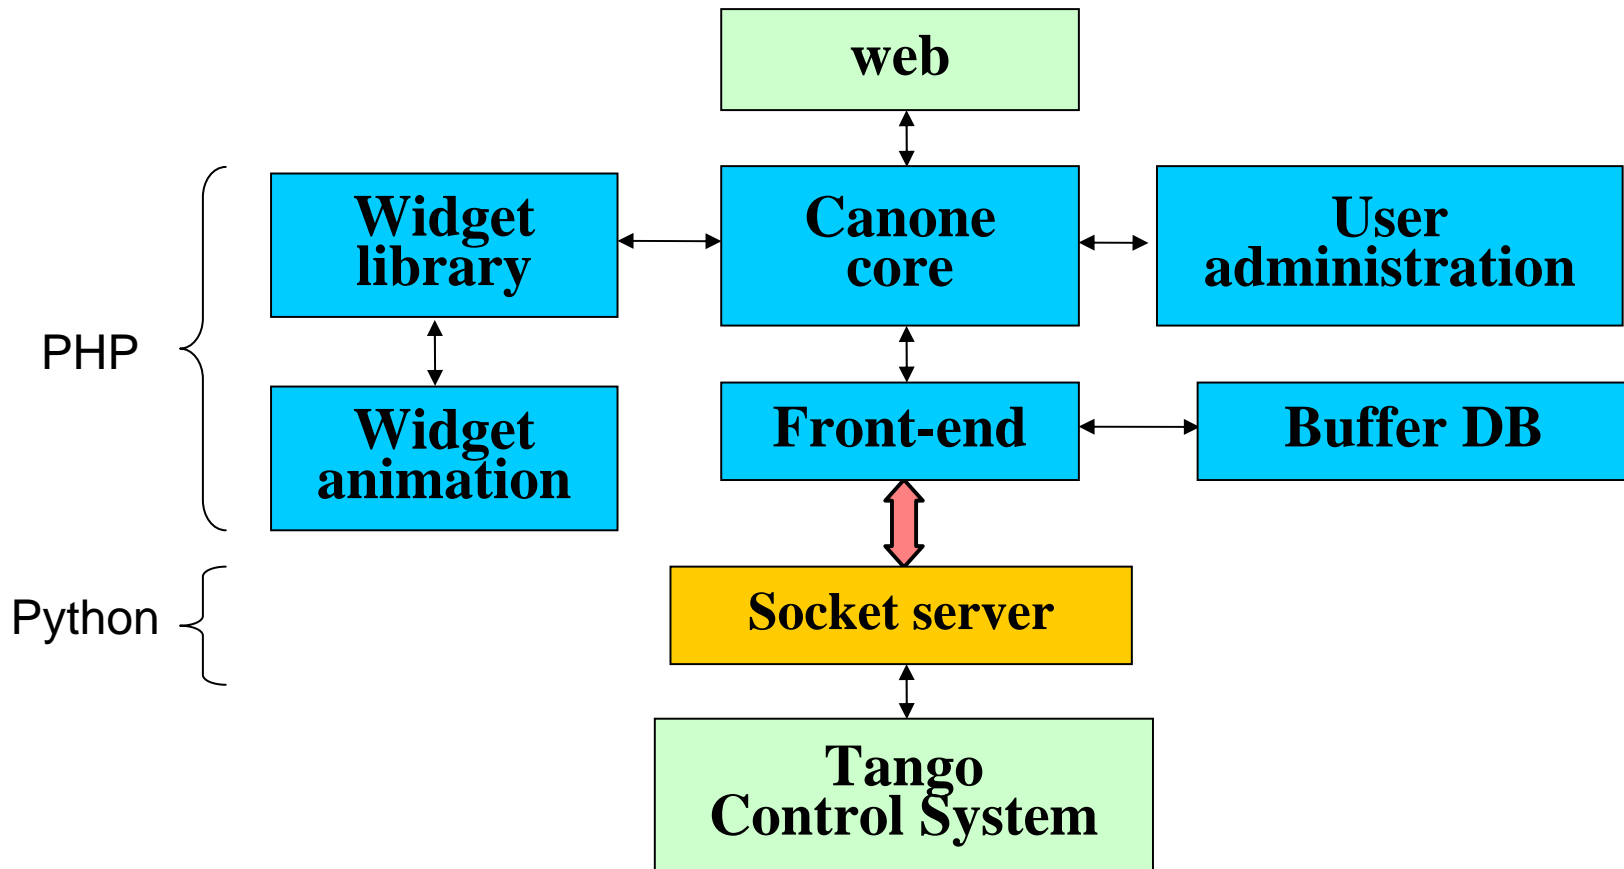 web
Widget
library
Canone
core
User
administration
PHP
Widget
animation
Front-end
Buffer DB
Python
Socket server
Tango
Control System